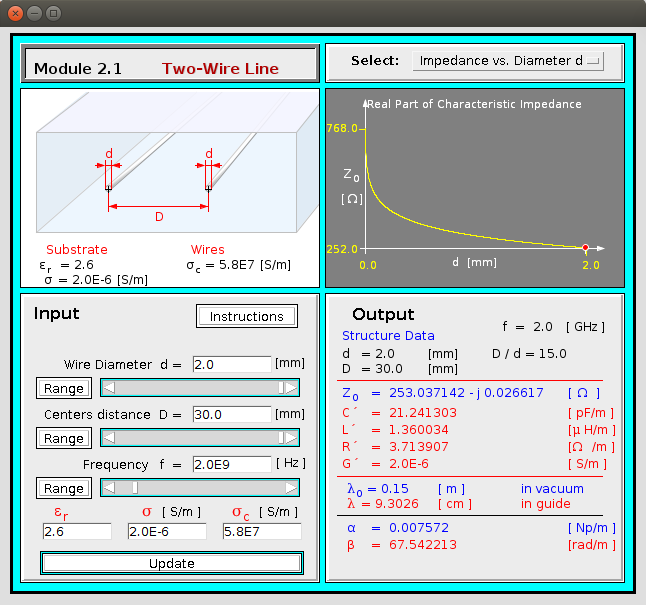 Module 2.1 Two-Wire Line
Select: Impedance vs. Diameter d
d d
D
Substrate Wires
εr = 2.6 σc = 5.8E7 [S/m]
σ = 2.0E-6 [S/m]
Real Part of Characteristic Impedance
768.0
Z0
[Ω]
252.0
0.0 d [mm] 2.0
Input
Instructions
Wire Diameter d = 2.0 [mm]
Range
Centers distance D = 30.0 [mm]
Range
Frequency f = 2.0E9 [Hz]
Range
εr σ [S/m] σc [S/m]
2.6 2.0E-6 5.8E7
Update
Output
f = 2.0 [GHz]
Structure Data
d = 2.0 [mm] D / d = 15.0
D = 30.0 [mm]
Z0 = 253.037142 - j 0.026617 [Ω]
C´ = 21.241303 [pF/m]
L´ = 1.360034 [μH/m]
R´ = 3.713907 [Ω /m]
G´ = 2.0E-6 [S/m]
λ0 = 0.15 [m] in vacuum
λ = 9.3026 [cm] in guide
α = 0.007572 [Np/m]
β = 67.542213 [rad/m]